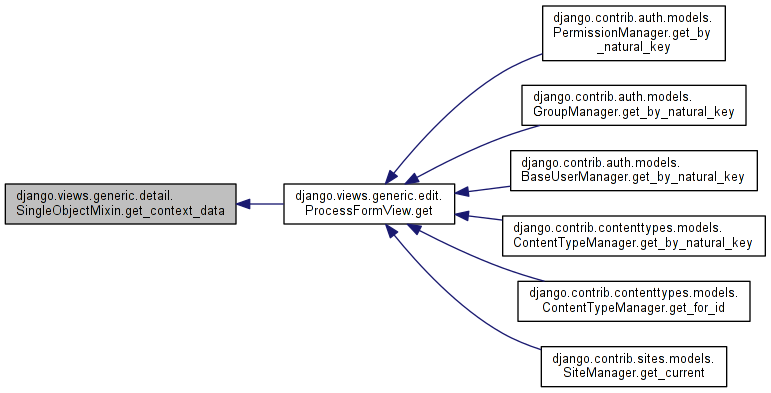 django.contrib.auth.models.
PermissionManager.get_by
_natural_key
django.contrib.auth.models.
GroupManager.get_by_natural_key
django.contrib.auth.models.
BaseUserManager.get_by_natural_key
django.views.generic.detail.
SingleObjectMixin.get_context_data
django.views.generic.edit.
ProcessFormView.get
django.contrib.contenttypes.models.
ContentTypeManager.get_by_natural_key
django.contrib.contenttypes.models.
ContentTypeManager.get_for_id
django.contrib.sites.models.
SiteManager.get_current